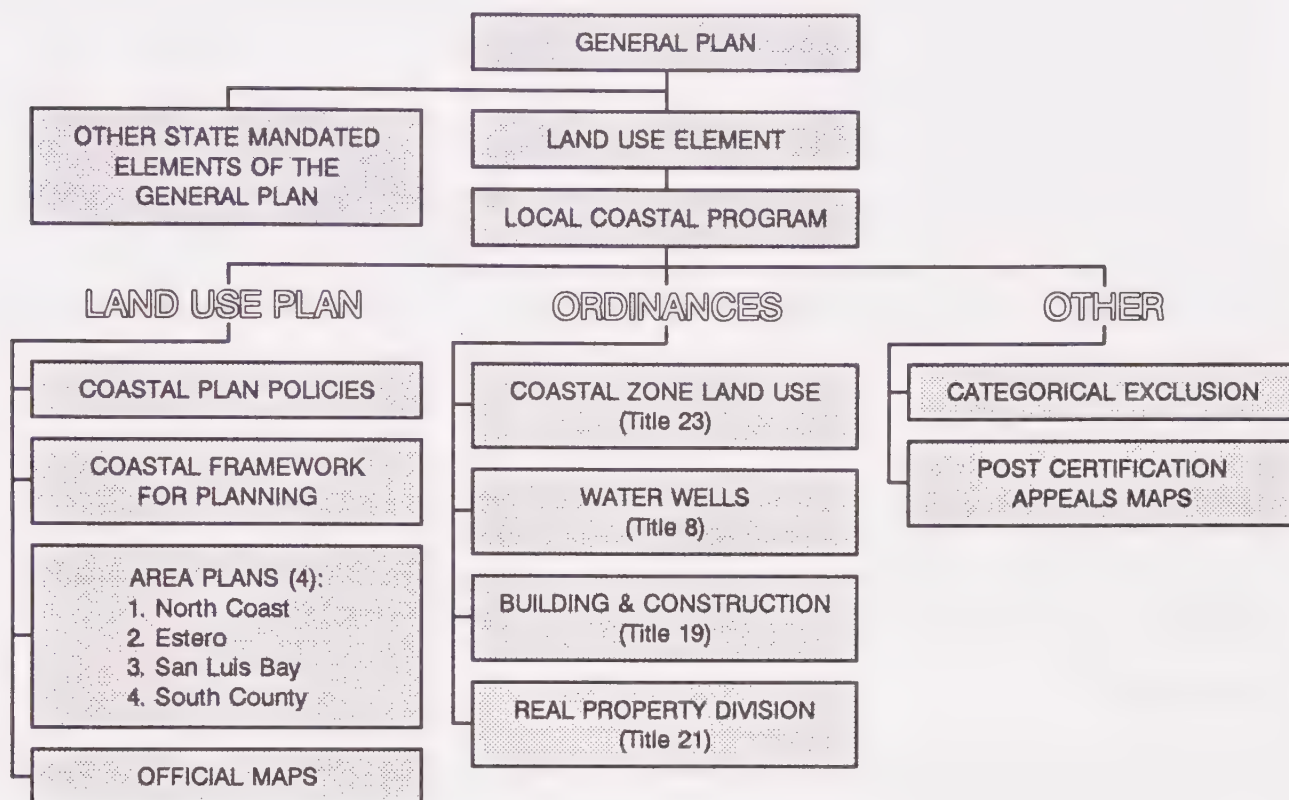 GENERAL PLAN
OTHER STATE MANDATED
ELEMENTS OF THE
GENERAL PLAN
LAND USE ELEMENT
LOCAL COASTAL PROGRAM
LAND USE PLAN
COASTAL PLAN POLICIES
COASTAL FRAMEWORK
FOR PLANNING
AREA PLANS (4):
1. North Coast
2. Estero
3. San Luis Bay
4. South County
OFFICIAL MAPS
ORDINANCES
COASTAL ZONE LAND USE
(Title 23)
WATER WELLS
(Title 8)
BUILDING & CONSTRUCTION
(Title 19)
REAL PROPERTY DIVISION
(Title 21)
OTHER
CATEGORICAL EXCLUSION
POST CERTIFICATION
APPEALS MAPS